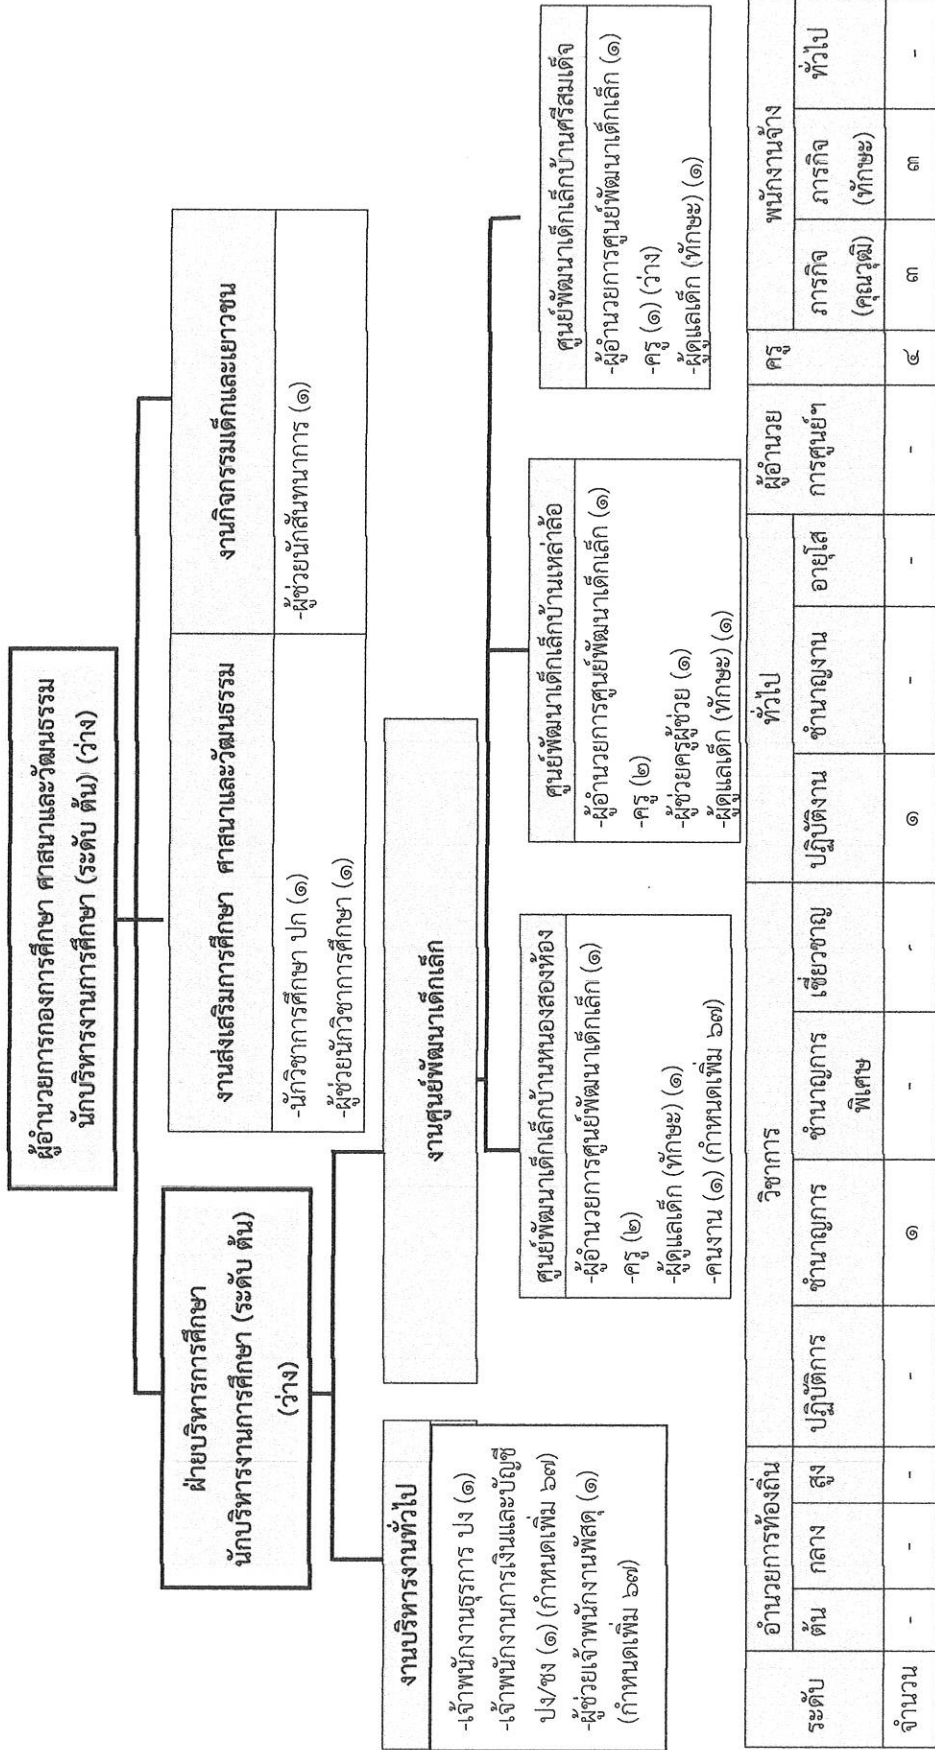 ผู้อำนวยการกองการศึกษา ศาสนาและวัฒนธรรม
นักบริหารงานการศึกษา (ระดับ ต้น) (ว่าง)
ฝ่ายบริหารการศึกษา
นักบริหารงานการศึกษา (ระดับ ต้น)
(ว่าง)
งานส่งเสริมการศึกษา ศาสนาและวัฒนธรรม
-นักวิชาการศึกษา ปก (๑)
-ผู้ช่วยนักวิชาการศึกษา (๑)
งานกิจกรรมเด็กและเยาวชน
-ผู้ช่วยนักสันทนาการ (๑)
งานบริหารงานทั่วไป
-เจ้าพนักงานธุรการ ปง (๑)
-เจ้าพนักงานการเงินและบัญชี
ปง/ชง (๑) (กำหนดเพิ่ม ๖๗)
-ผู้ช่วยเจ้าพนักงานพัสดุ (๑)
(กำหนดเพิ่ม ๖๗)
งานศูนย์พัฒนาเด็กเล็ก
ศูนย์พัฒนาเด็กเล็กบ้านหนองสองห้อง
-ผู้อำนวยการศูนย์พัฒนาเด็กเล็ก (๑)
-ครู (๒)
-ผู้ดูแลเด็ก (ทักษะ) (๑)
-คนงาน (๑) (กำหนดเพิ่ม ๖๗)
ศูนย์พัฒนาเด็กเล็กบ้านเหล่าล้อ
-ผู้อำนวยการศูนย์พัฒนาเด็กเล็ก (๑)
-ครู (๒)
-ผู้ช่วยครูผู้ช่วย (๑)
-ผู้ดูแลเด็ก (ทักษะ) (๑)
ศูนย์พัฒนาเด็กเล็กบ้านศรีสมเด็จ
-ผู้อำนวยการศูนย์พัฒนาเด็กเล็ก (๑)
-ครู (๑) (ว่าง)
-ผู้ดูแลเด็ก (ทักษะ) (๑)
ระดับ อำนวยการท้องถิ่น วิชาการ ทั่วไป ผู้อำนวย การศูนย์ฯ ครู พนักงานจ้าง
ต้น กลาง สูง ปฏิบัติการ ชำนาญการ ชำนาญการ พิเศษ เชี่ยวชาญ ปฏิบัติงาน ชำนาญงาน อายุโส ภารกิจ (คุณวุฒิ) ภารกิจ (ทักษะ) ทั่วไป
จำนวน - - - - ๑ - - ๑ - - - ๔ ๓ ๓ -